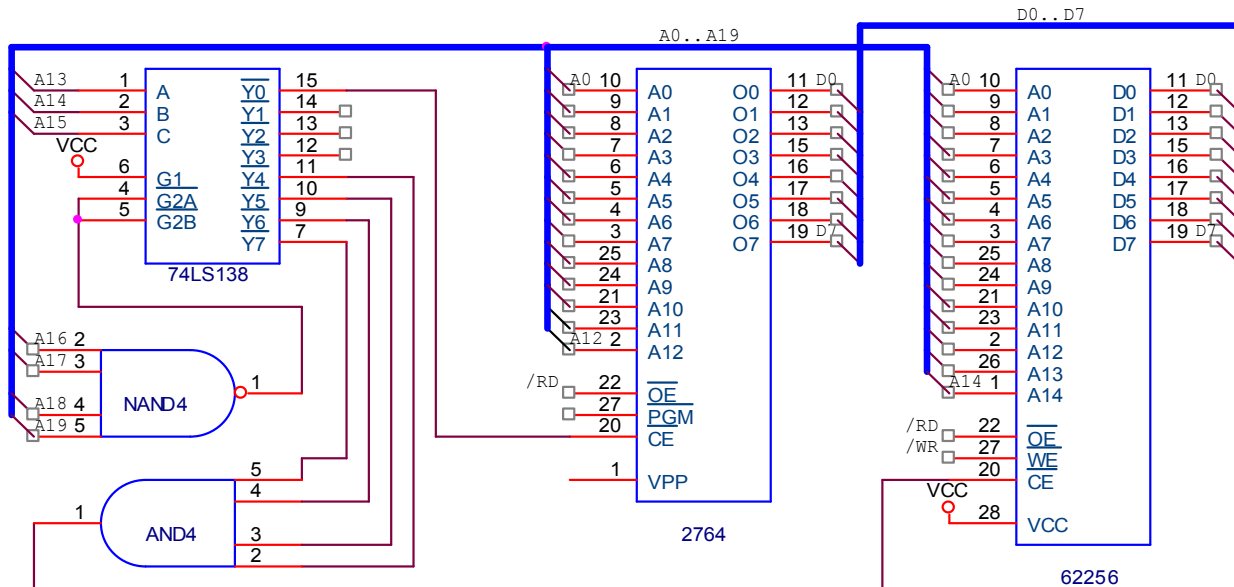 D0..D7
A0..A19
A13 1 A Y0 15
A14 2 B Y1 14
A15 3 C Y2 13
VCC Y3 12
6 G1 Y4 11
4 G2A Y5 10
5 G2B Y6 9
Y7 7
74LS138
A16 2
A17 3
NAND4 1
A18 4
A19 5
5
4
1 AND4
3
2
A0 10 A0 O0 11 D0
9 A1 O1 12
8 A2 O2 13
7 A3 O3 15
6 A4 O4 16
5 A5 O5 17
4 A6 O6 18
3 A7 O7 19 D7
25 A8
24 A9
21 A10
23 A11
A12 2 A12
/RD 22 OE
27 PGM
20 CE
1 VPP
2764
A0 10 A0 D0 11 D0
9 A1 D1 12
8 A2 D2 13
7 A3 D3 15
6 A4 D4 16
5 A5 D5 17
4 A6 D6 18
3 A7 D7 19 D7
25 A8
24 A9
21 A10
23 A11
2 A12
26 A13
A14 1 A14
/RD 22 OE
/WR 27 WE
20 CE
VCC
28 VCC
62256